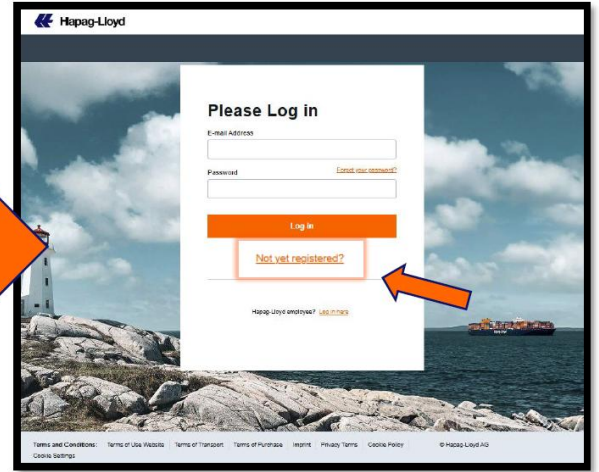 Hapag-Lloyd
Please Log in
E-mail Address
Password Forgot your password?
Log in
Not yet registered?
Hapag-Lloyd employee? Log in here
Terms and Conditions: Terms of Use Website Terms of Transport Terms of Purchase Imprint Privacy Terms Cookie Policy © Hapag-Lloyd AG
Cookie Settings